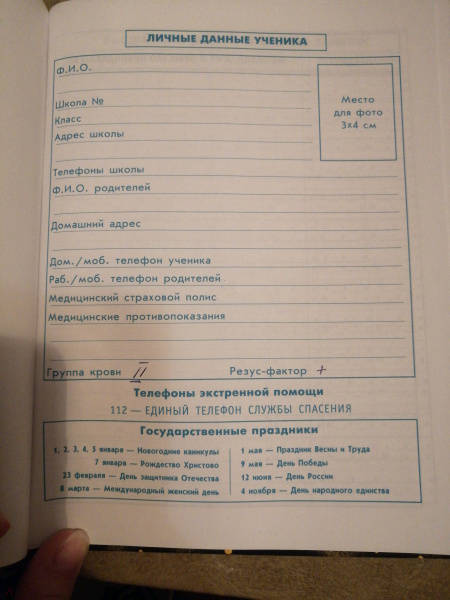 ЛИЧНЫЕ ДАННЫЕ УЧЕНИКА
Ф.И.О.
Место
для фото
3х4 см
Школа №
Класс
Адрес школы
Телефоны школы
Ф.И.О. родителей
Домашний адрес
Дом./моб. телефон ученика
Раб./моб. телефон родителей
Медицинский страховой полис
Медицинские противопоказания
Группа крови II Резус-фактор +
Телефоны экстренной помощи
112 — ЕДИНЫЙ ТЕЛЕФОН СЛУЖБЫ СПАСЕНИЯ
Государственные праздники
1, 2, 3, 4, 5 января — Новогодние каникулы
7 января — Рождество Христово
23 февраля — День защитника Отечества
8 марта — Международный женский день
1 мая — Праздник Весны и Труда
9 мая — День Победы
12 июня — День России
4 ноября — День народного единства